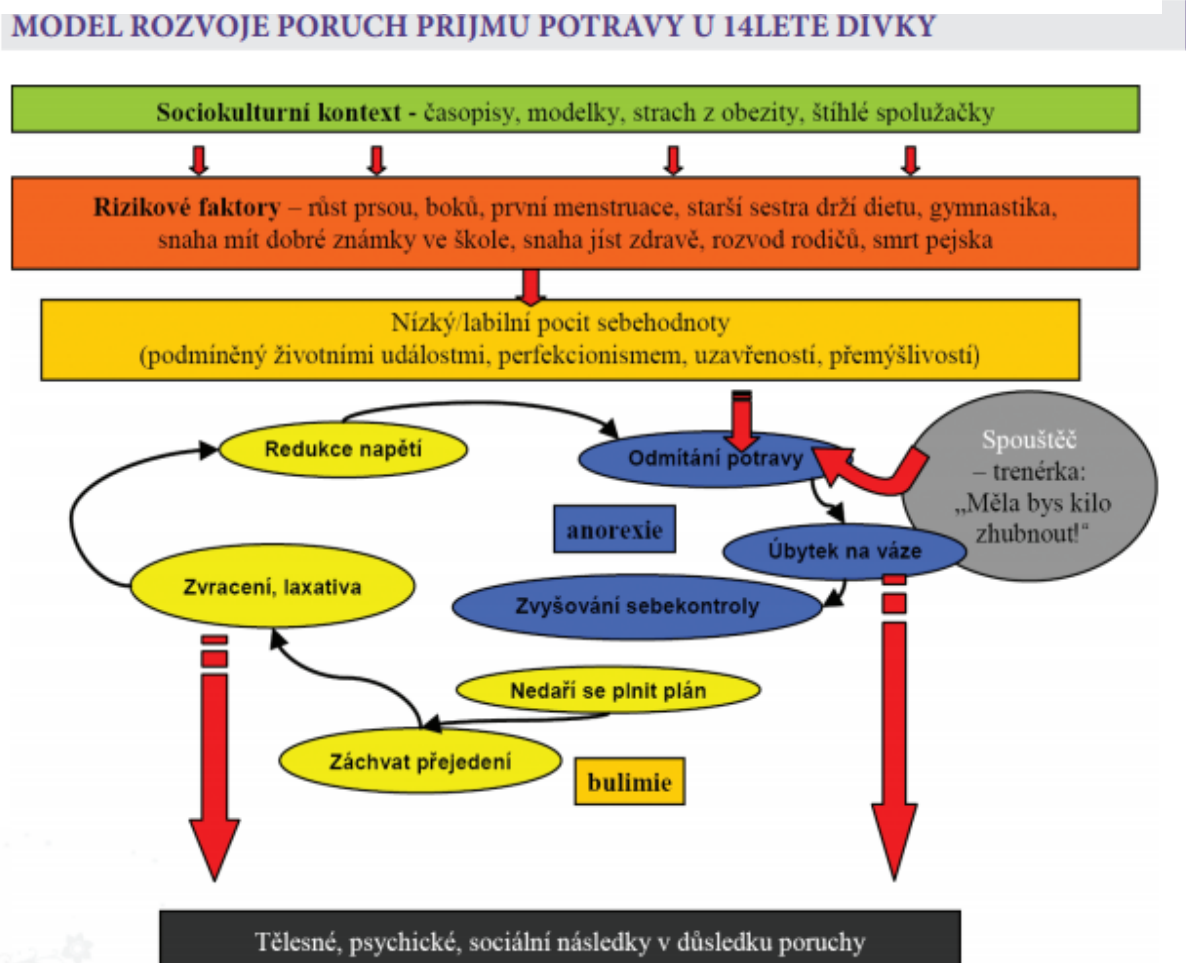 MODEL ROZVOJE PORUCH PŘÍJMU POTRAVY U 14LETÉ DÍVKY
Sociokulturní kontext - časopisy, modelky, strach z obezity, štíhlé spolužačky
Rizikové faktory – růst prsou, boků, první menstruace, starší sestra drží dietu, gymnastika,
snaha mít dobré známky ve škole, snaha jíst zdravě, rozvod rodičů, smrt pejska
Nízký/labilní pocit sebehodnoty
(podmíněný životními událostmi, perfekcionismem, uzavřeností, přemýšlivostí)
Redukce napětí
Odmítání potravy
Spouštěč
– trenérka:
„Měla bys kilo
zhubnout!“
anorexie
Úbytek na váze
Zvracení, laxativa
Zvyšování sebekontroly
Nedaří se plnit plán
Záchvat přejedení
bulimie
Tělesné, psychické, sociální následky v důsledku poruchy